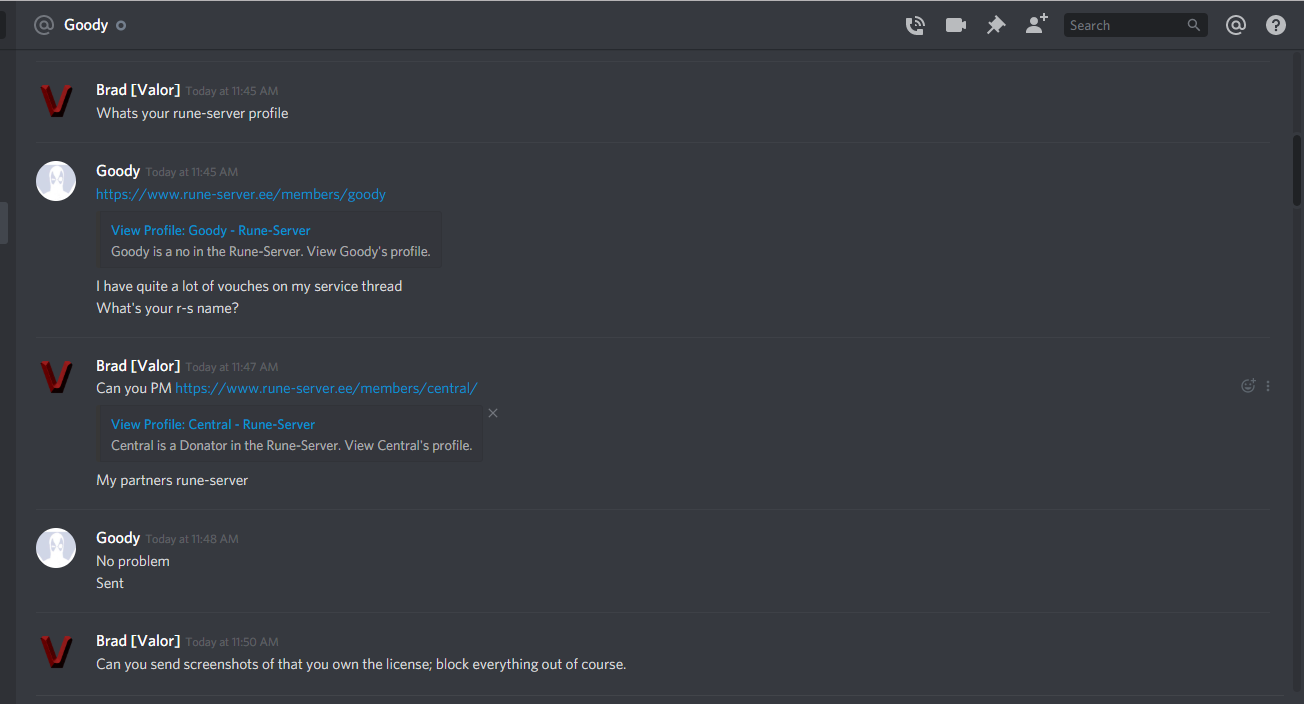 Goody
Search
Brad [Valor] Today at 11:45 AM
Whats your rune-server profile
Goody Today at 11:45 AM
https://www.rune-server.ee/members/goody
View Profile: Goody - Rune-Server
Goody is a no in the Rune-Server. View Goody's profile.
I have quite a lot of vouches on my service thread
What's your r-s name?
Brad [Valor] Today at 11:47 AM
Can you PM https://www.rune-server.ee/members/central/
View Profile: Central - Rune-Server
Central is a Donator in the Rune-Server. View Central's profile.
My partners rune-server
Goody Today at 11:48 AM
No problem
Sent
Brad [Valor] Today at 11:50 AM
Can you send screenshots of that you own the license; block everything out of course.